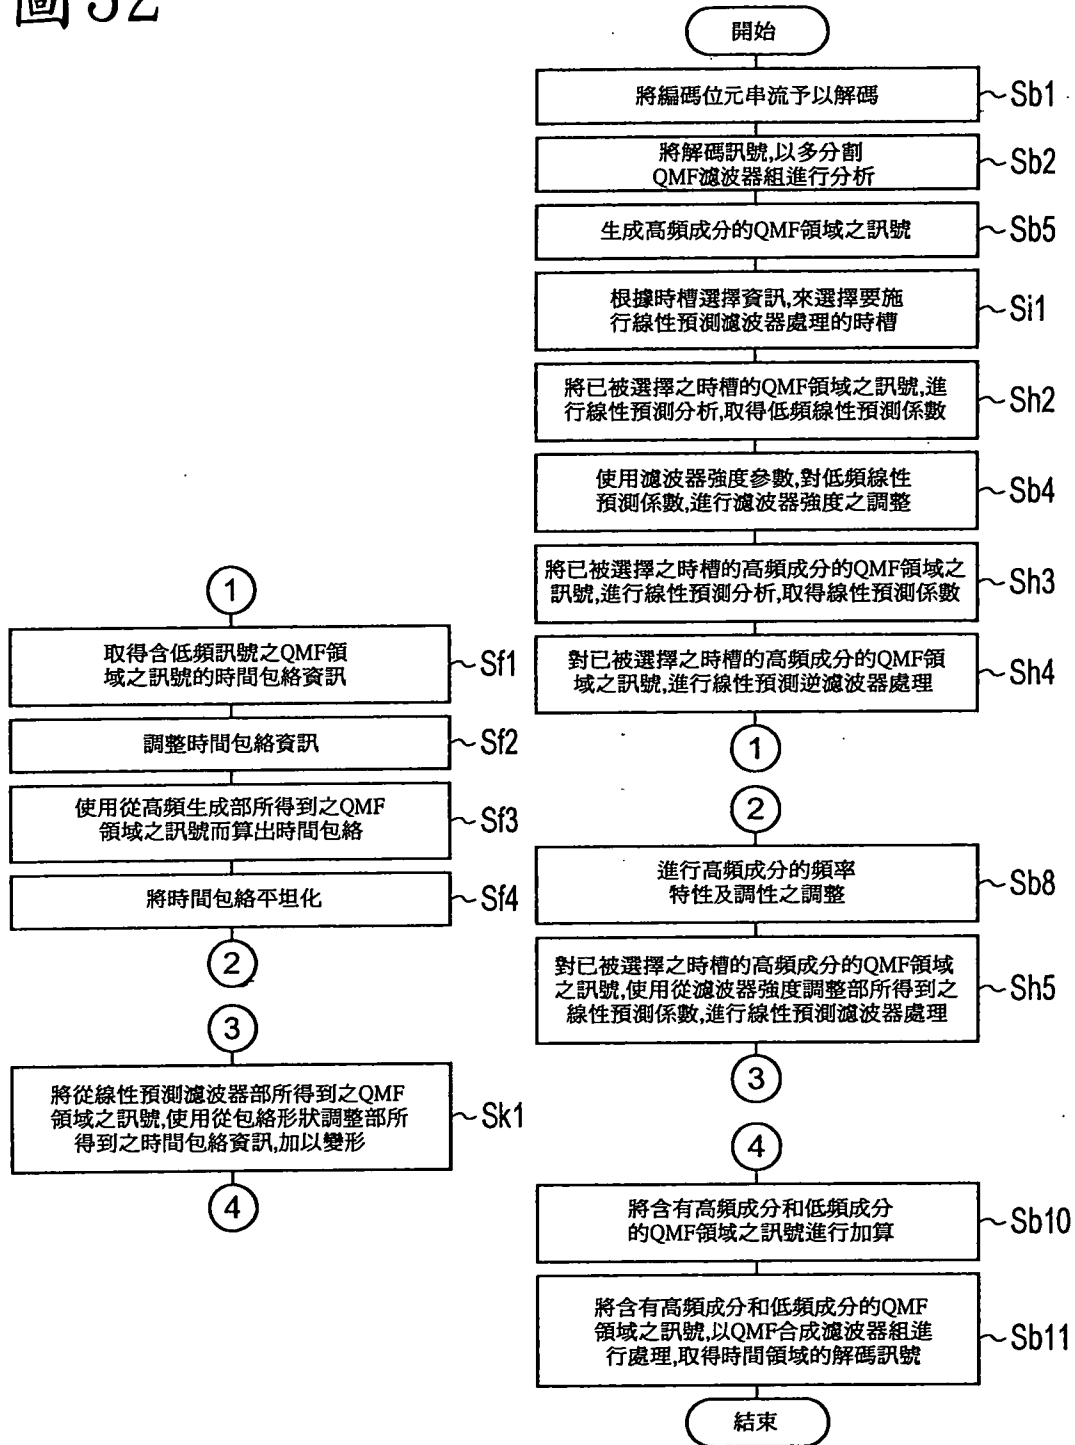 圖 32
開始
將編碼位元串流予以解碼
Sb1
將解碼訊號,以多分割
QMF濾波器組進行分析
Sb2
生成高頻成分的QMF領域之訊號
Sb5
根據時槽選擇資訊,來選擇要施
行線性預測濾波器處理的時槽
Si1
將已被選擇之時槽的QMF領域之訊號,進
行線性預測分析,取得低頻線性預測係數
Sh2
使用濾波器強度參數,對低頻線性
預測係數,進行濾波器強度之調整
Sb4
將已被選擇之時槽的高頻成分的QMF領域之
訊號,進行線性預測分析,取得線性預測係數
Sh3
對已被選擇之時槽的高頻成分的QMF領
域之訊號,進行線性預測逆濾波器處理
Sh4
1
1
取得含低頻訊號之QMF領
域之訊號的時間包絡資訊
Sf1
調整時間包絡資訊
Sf2
使用從高頻生成部所得到之QMF
領域之訊號而算出時間包絡
Sf3
將時間包絡平坦化
Sf4
2
2
進行高頻成分的頻率
特性及調性之調整
Sb8
對已被選擇之時槽的高頻成分的QMF領域
之訊號,使用從濾波器強度調整部所得到之
線性預測係數,進行線性預測濾波器處理
Sh5
3
3
將從線性預測濾波器部所得到之QMF
領域之訊號,使用從包絡形狀調整部所
得到之時間包絡資訊,加以變形
Sk1
4
4
將含有高頻成分和低頻成分
的QMF領域之訊號進行加算
Sb10
將含有高頻成分和低頻成分的QMF
領域之訊號,以QMF合成濾波器組進
行處理,取得時間領域的解碼訊號
Sb11
結束